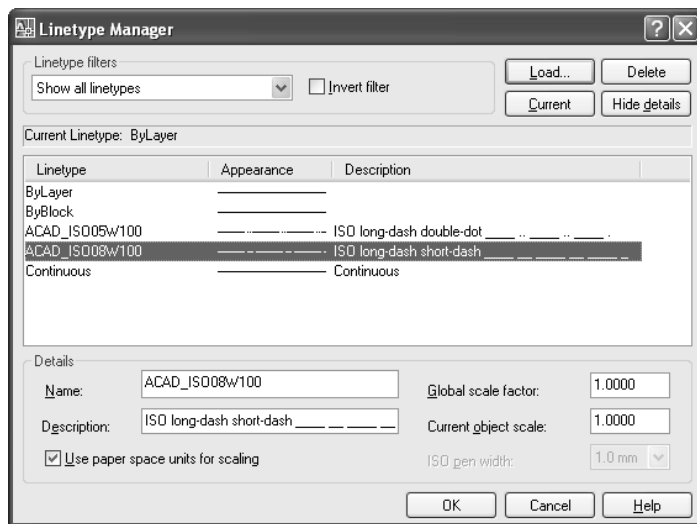 Linetype Manager
Linetype filters
Show all linetypes
Invert filter
Load...
Delete
Current
Hide details
Current Linetype: ByLayer
Linetype Appearance Description
ByLayer
ByBlock
ACAD_ISO05W100 ISO long-dash double-dot ____ .. ____ .. ____ .
ACAD_ISO08W100 ISO long-dash short-dash ____ __ ____ __ ____ _
Continuous Continuous
Details
Name: ACAD_ISO08W100
Global scale factor: 1.0000
Description: ISO long-dash short-dash ____ __ ____ __
Current object scale: 1.0000
Use paper space units for scaling
ISO pen width: 1.0 mm
OK Cancel Help